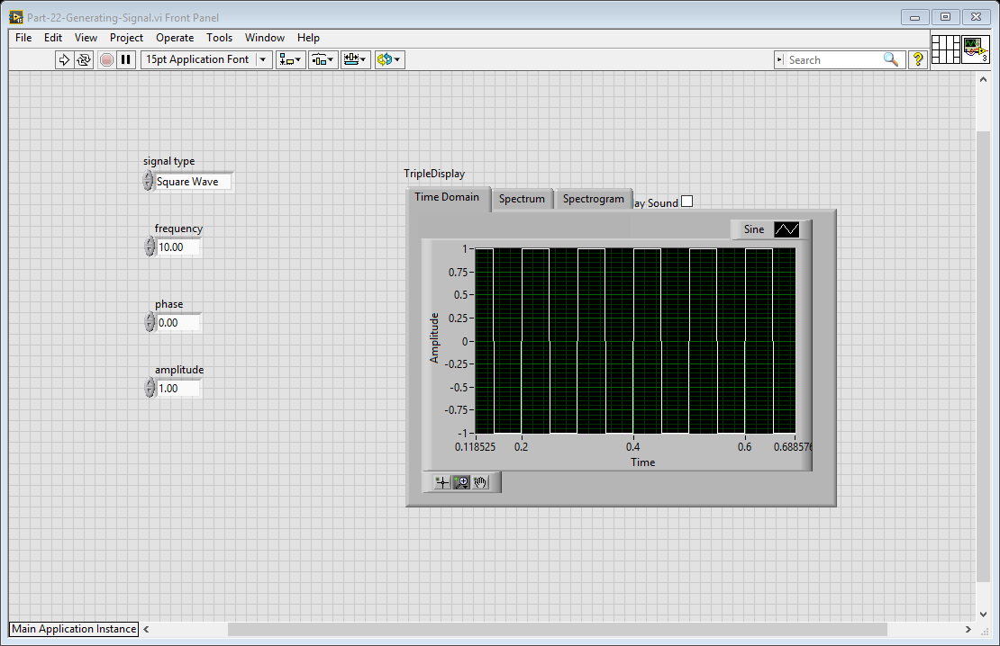 Part-22-Generating-Signal.vi Front Panel
File Edit View Project Operate Tools Window Help
15pt Application Font
Search
?
3
signal type
Square Wave
frequency
10.00
phase
0.00
amplitude
1.00
TripleDisplay
Time Domain Spectrum Spectrogram ay Sound
Sine
1
0.75
0.5
0.25
0
-0.25
-0.5
-0.75
-1
Amplitude
0.118525 0.2 0.4 0.6 0.688576
Time
Main Application Instance